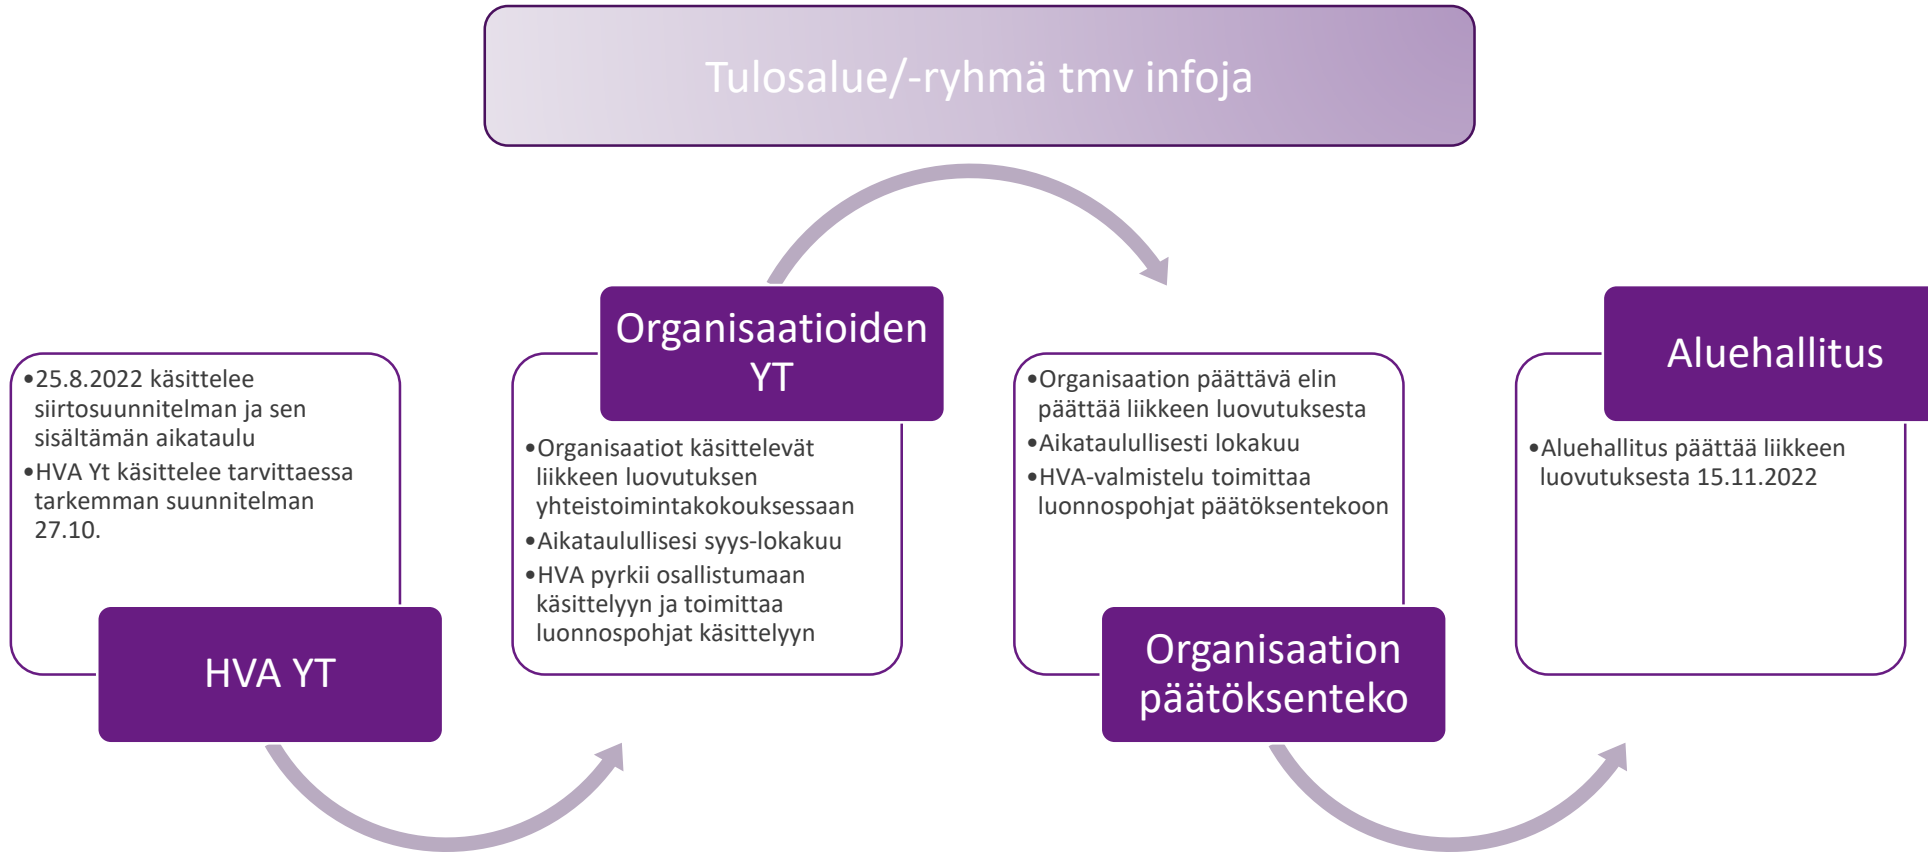 Tulosalue/-ryhmä tmv infoja
•25.8.2022 käsittelee
siirtosuunnitelman ja sen
sisältämän aikataulu
•HVA Yt käsittelee tarvittaessa
tarkemman suunnitelman
27.10.
HVA YT
Organisaatioiden
YT
•Organisaatiot käsittelevät
liikkeen luovutuksen
yhteistoimintakokouksessaan
•Aikataulullisesi syys-lokakuu
•HVA pyrkii osallistumaan
käsittelyyn ja toimittaa
luonnospohjat käsittelyyn
•Organisaation päättävä elin
päättää liikkeen luovutuksesta
•Aikataulullisesti lokakuu
•HVA-valmistelu toimittaa
luonnospohjat päätöksentekoon
Organisaation
päätöksenteko
Aluehallitus
•Aluehallitus päättää liikkeen
luovutuksesta 15.11.2022